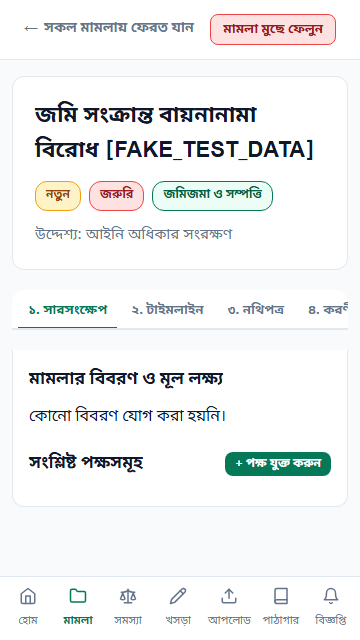 ← সকল মামলায় ফেরত যান
মামলা মুছে ফেলুন
জমি সংক্রান্ত বায়নানামা
বিরোধ [FAKE_TEST_DATA]
নতুন জরুরি জমিজমা ও সম্পত্তি
উদ্দেশ্য: আইনি অধিকার সংরক্ষণ
১. সারসংক্ষেপ ২. টাইমলাইন ৩. নথিপত্র ৪.
মামলার বিবরণ ও মূল লক্ষ্য
কোনো বিবরণ যোগ করা হয়নি।
সংশ্লিষ্ট পক্ষসমূহ
+ পক্ষ যুক্ত করুন
হোম মামলা সমস্যা খসড়া আপলোড পাঠাগার বিজ্ঞপ্তি